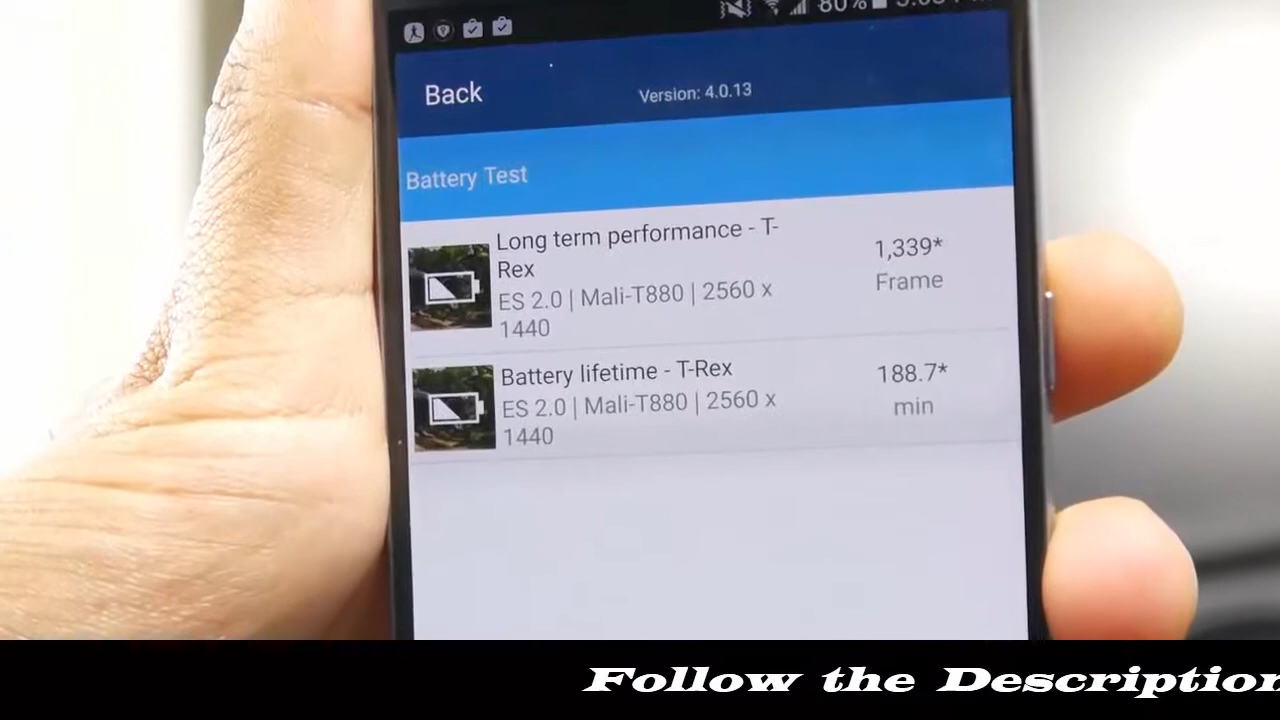 80%
Back
Version: 4.0.13
Battery Test
Long term performance - T-
Rex
1,339*
Frame
ES 2.0 | Mali-T880 | 2560 x
1440
Battery lifetime - T-Rex
188.7*
min
ES 2.0 | Mali-T880 | 2560 x
1440
Follow the Description